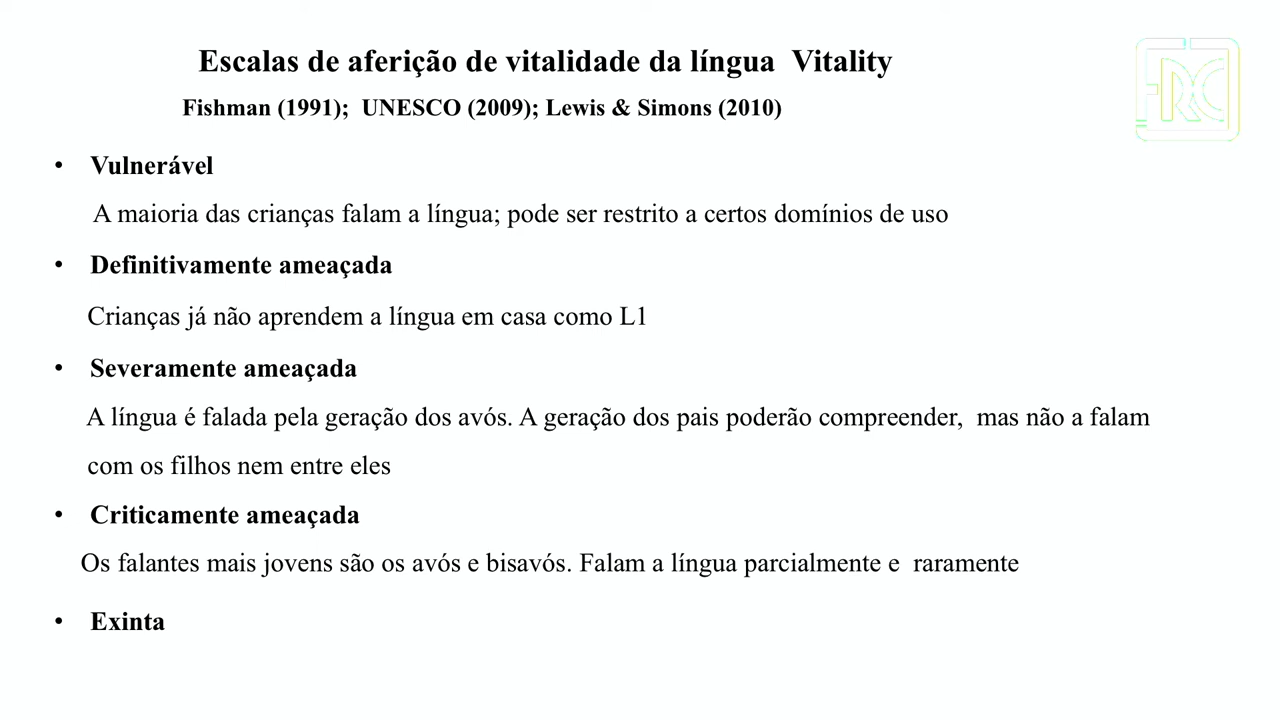 Escalas de aferição de vitalidade da língua  Vitality
Fishman (1991);  UNESCO (2009); Lewis & Simons (2010)
• Vulnerável
A maioria das crianças falam a língua; pode ser restrito a certos domínios de uso
• Definitivamente ameaçada
Crianças já não aprendem a língua em casa como L1
• Severamente ameaçada
A língua é falada pela geração dos avós. A geração dos pais poderão compreender,  mas não a falam
com os filhos nem entre eles
• Criticamente ameaçada
Os falantes mais jovens são os avós e bisavós. Falam a língua parcialmente e  raramente
• Exinta